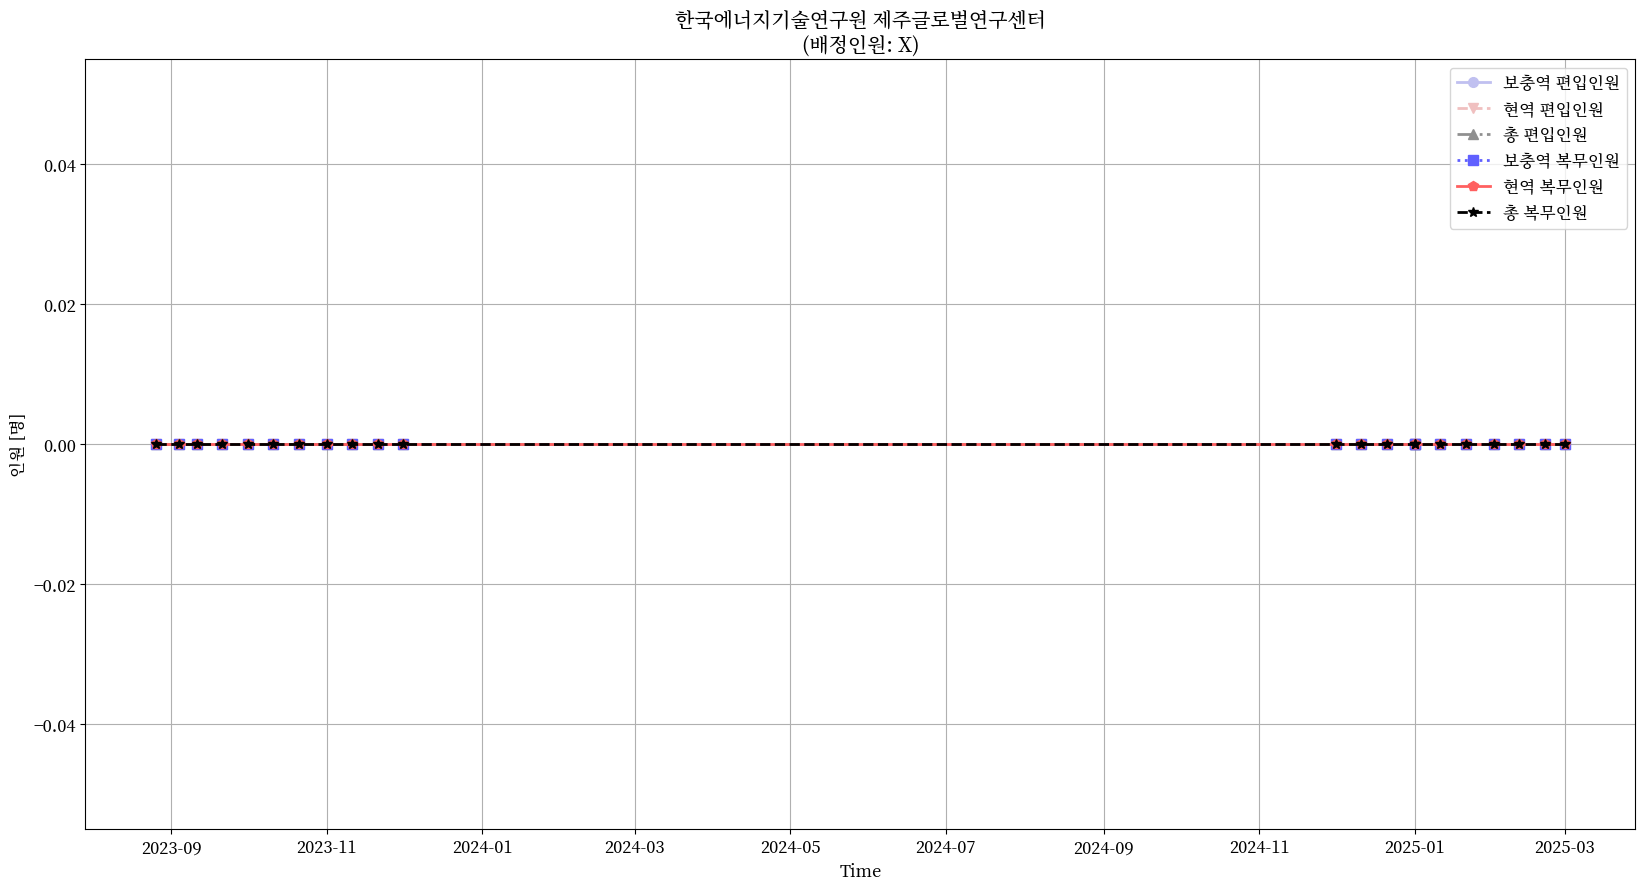 한국에너지기술연구원 제주글로벌연구센터
(배정인원: X)
보충역 편입인원
현역 편입인원
총 편입인원
보충역 복무인원
현역 복무인원
총 복무인원
인원 [명]
0.04
0.02
0.00
−0.02
−0.04
2023-09
2023-11
2024-01
2024-03
2024-05
2024-07
2024-09
2024-11
2025-01
2025-03
Time